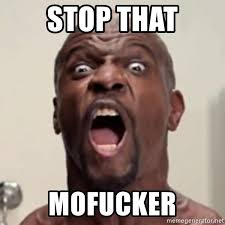 STOP THAT
MOFUCKER
memegenerator.net